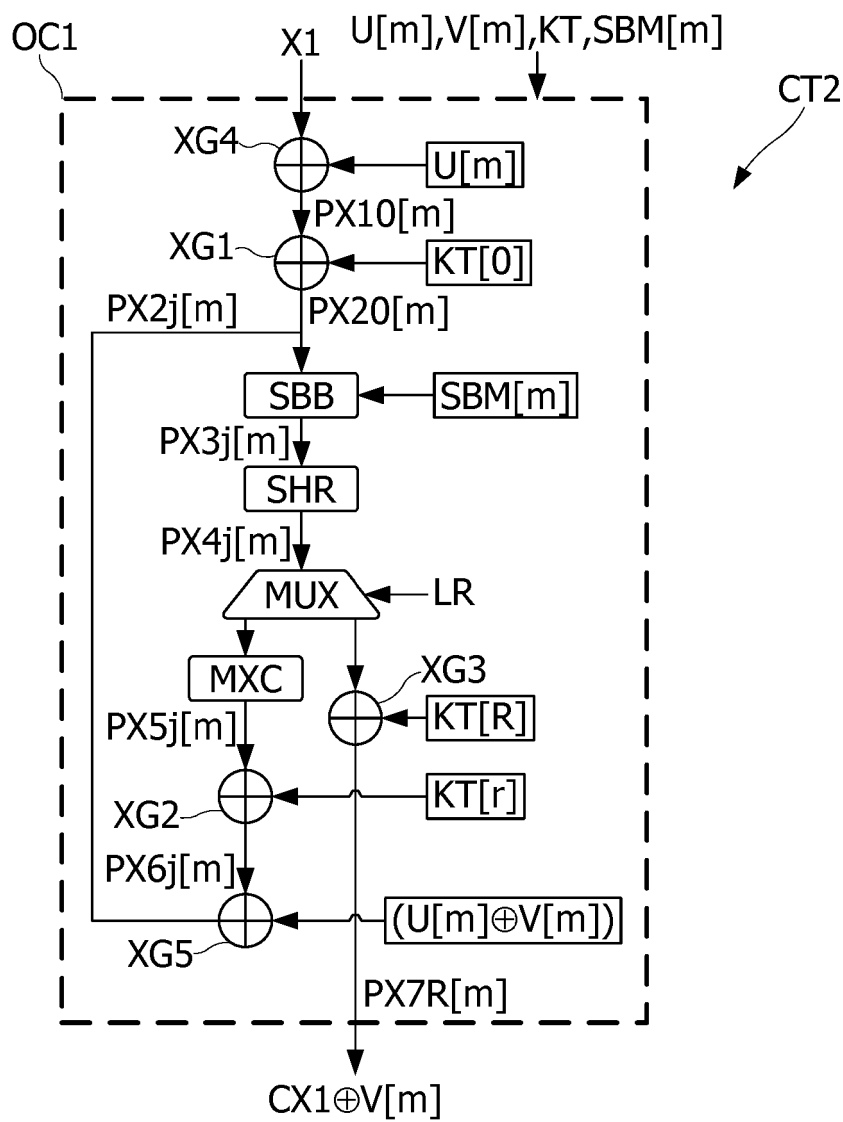 OC1
X1
U[m],V[m],KT,SBM[m]
CT2
XG4
U[m]
PX10[m]
XG1
KT[0]
PX2j[m]
PX20[m]
SBB
SBM[m]
PX3j[m]
SHR
PX4j[m]
MUX
LR
MXC
XG3
KT[R]
PX5j[m]
XG2
KT[r]
PX6j[m]
(U[m]⊕V[m])
XG5
PX7R[m]
CX1⊕V[m]